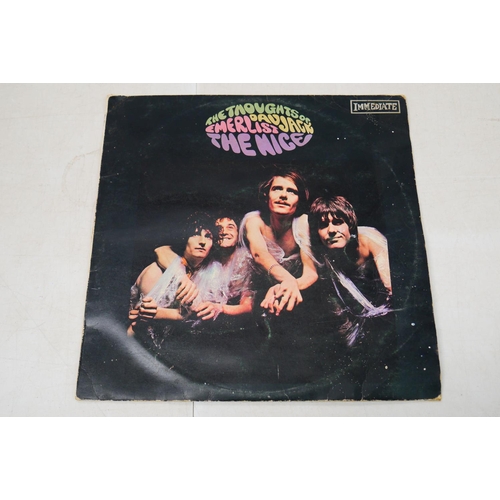 THE THOUGHTS OF
EMERLIST DAVJACK
THE NICE
IMMEDIATE